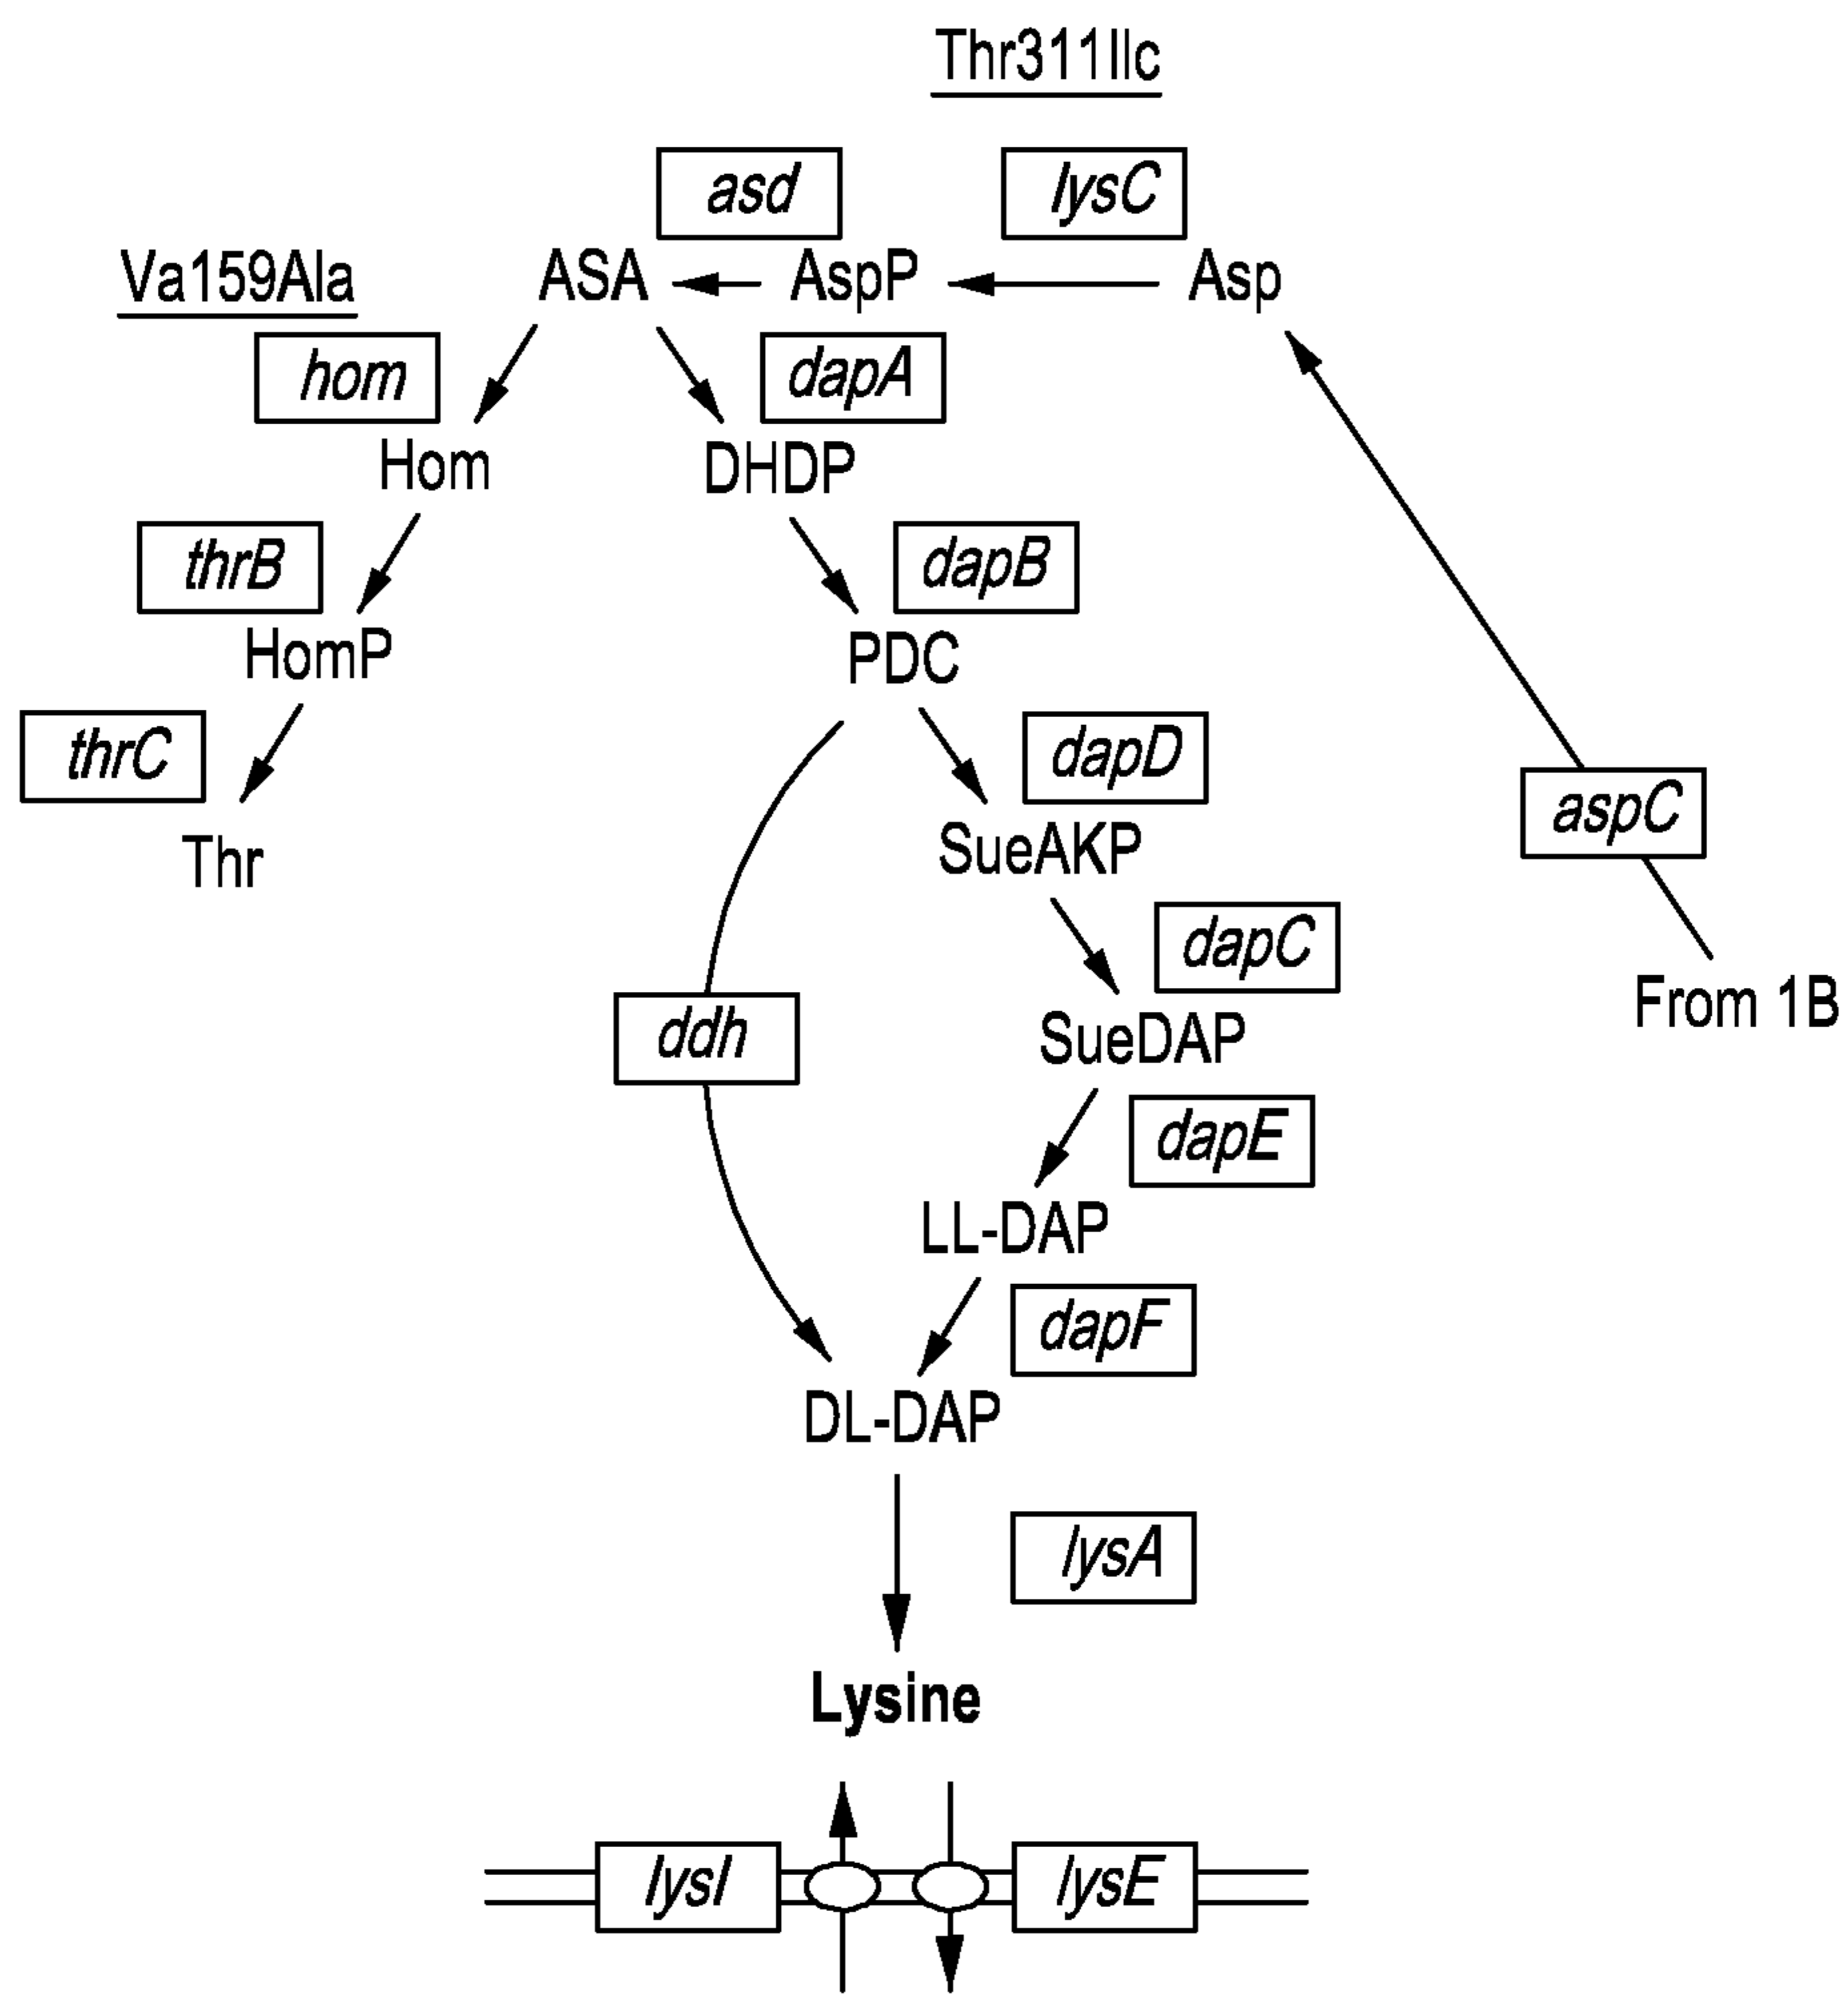 Thr311Ilc
asd
lysC
Va159Ala
ASA
AspP
Asp
hom
dapA
Hom
DHDP
thrB
dapB
HomP
PDC
thrC
dapD
Thr
SueAKP
aspC
dapC
From 1B
ddh
SueDAP
dapE
LL-DAP
dapF
DL-DAP
lysA
Lysine
lysI
lysE